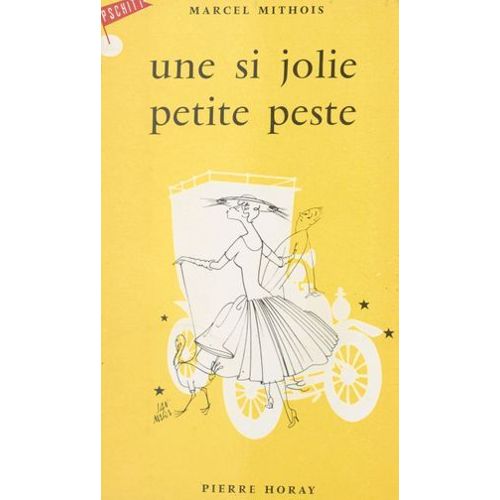 PSCHITT
MARCEL MITHOIS
une si jolie
petite peste
PIERRE HORAY